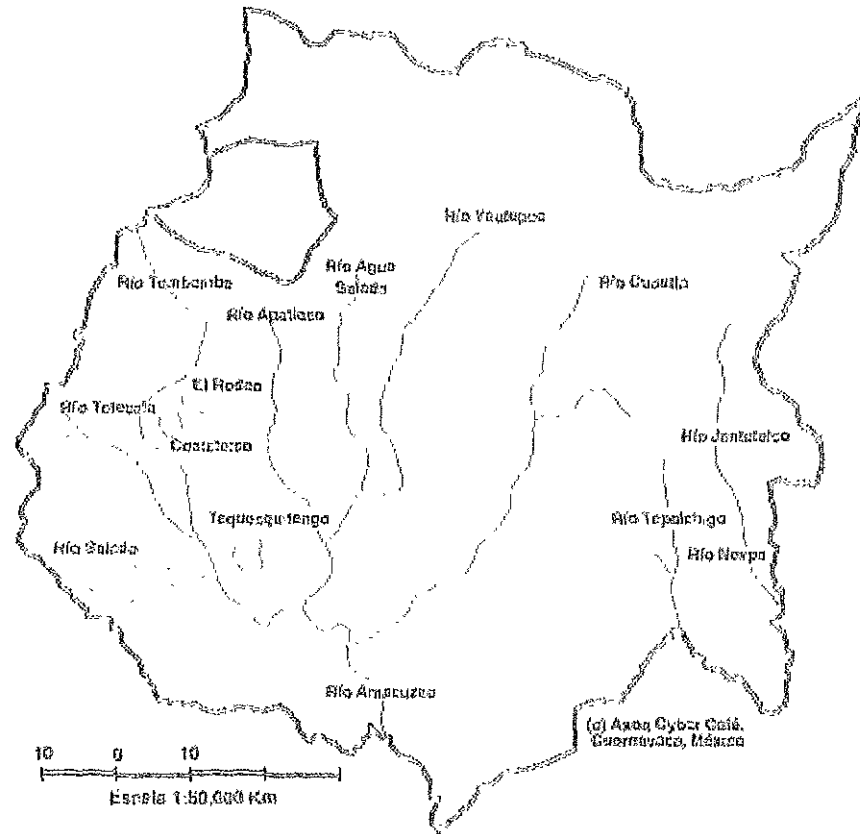 Río Yautepec
Río Agua
Salada
Río Tembembe
Río Cuautla
Río Apatlaco
El Rodeo
Río Tetecala
Coatetelco
Río Jantetelco
Tequesquitengo
Río Tepalcingo
Río Salado
Río Nexpa
Río Amacuzac
(c) Axon Cyber Café.
Cuernavaca, México
10 0 10
Escala 1:50,000 Km